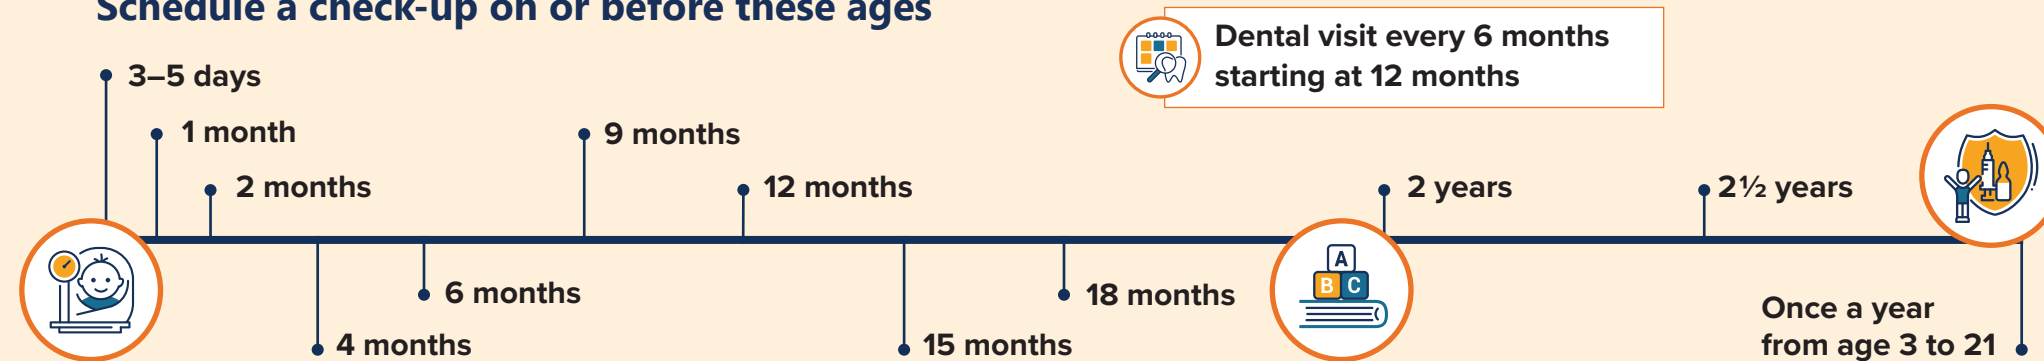 Schedule a check-up on or before these ages
Dental visit every 6 months
starting at 12 months
3–5 days
1 month
2 months
4 months
6 months
9 months
12 months
15 months
18 months
A
B C
2 years
2½ years
Once a year
from age 3 to 21